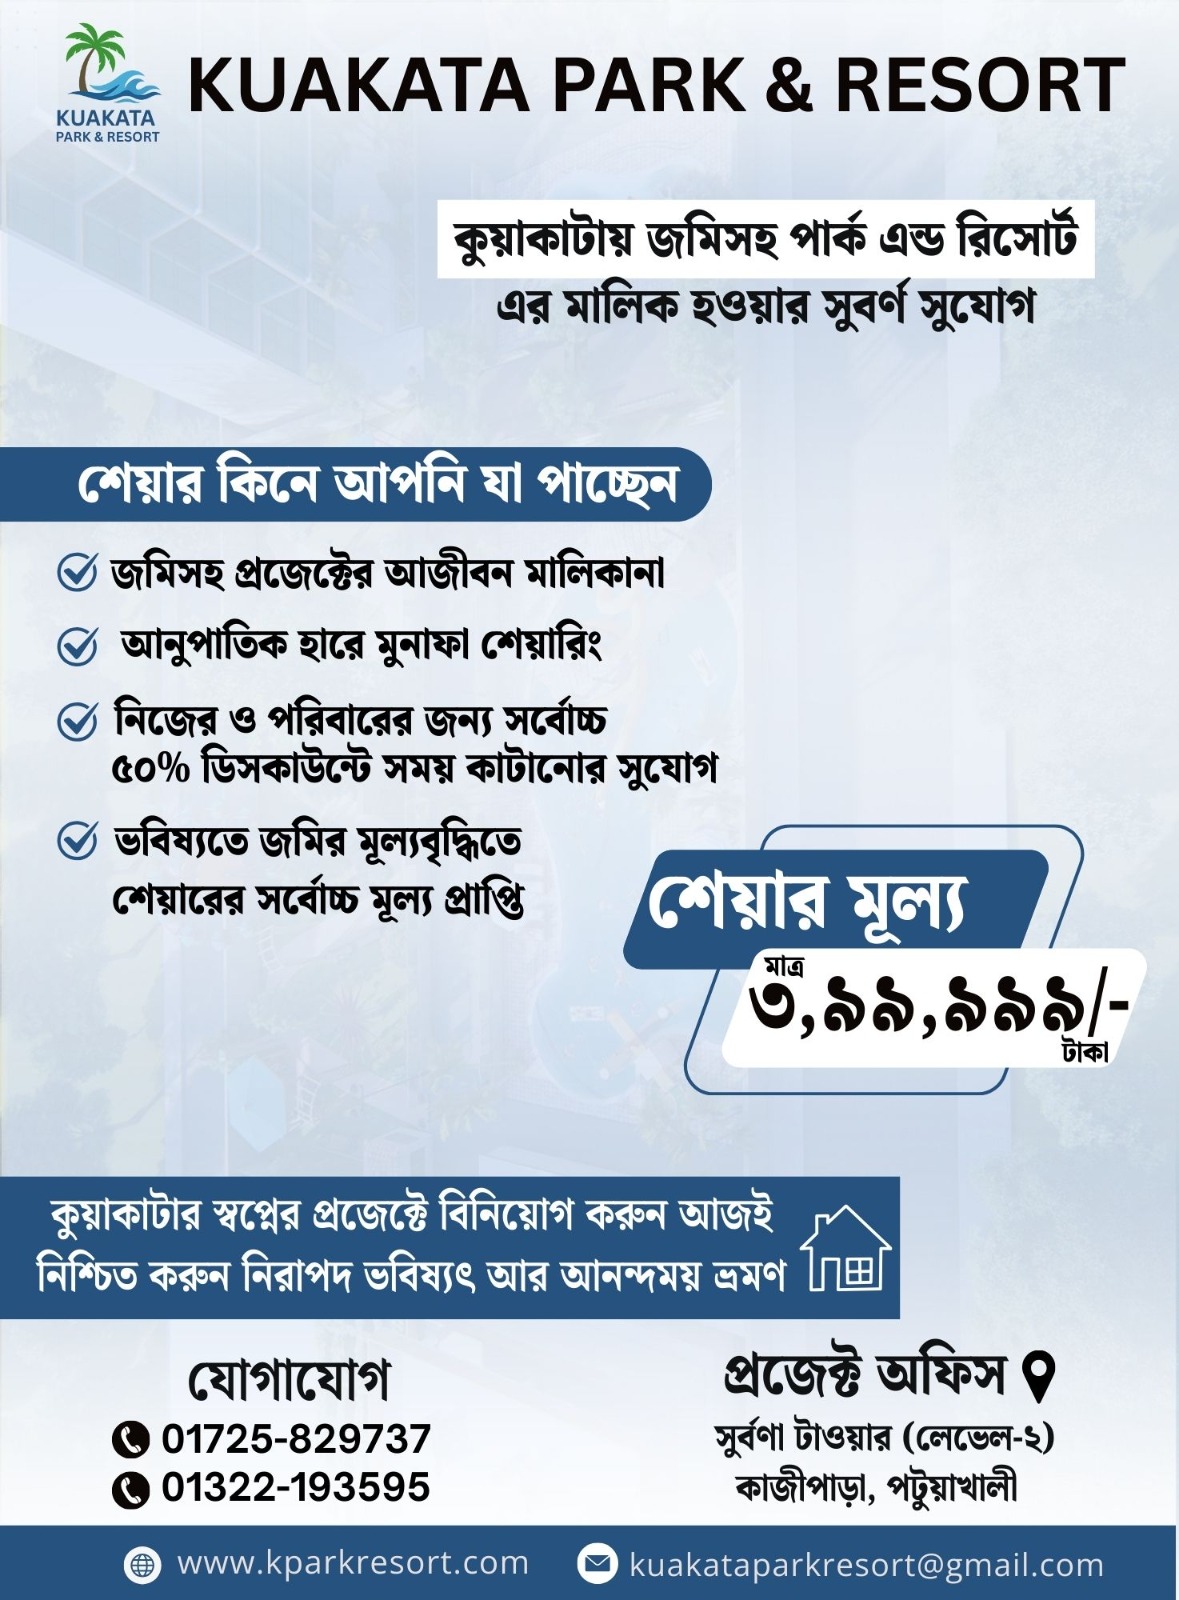 KUAKATA
PARK & RESORT
KUAKATA PARK & RESORT
কুয়াকাটায় জমিসহ পার্ক এন্ড রিসোর্ট
এর মালিক হওয়ার সুবর্ণ সুযোগ
শেয়ার কিনে আপনি যা পাচ্ছেন
জমিসহ প্রজেক্টের আজীবন মালিকানা
আনুপাতিক হারে মুনাফা শেয়ারিং
নিজের ও পরিবারের জন্য সর্বোচ্চ
৫০% ডিসকাউন্টে সময় কাটানোর সুযোগ
ভবিষ্যতে জমির মূল্যবৃদ্ধিতে
শেয়ারের সর্বোচ্চ মূল্য প্রাপ্তি
শেয়ার মূল্য
মাত্র
৩,৯৯,৯৯৯/-
টাকা
কুয়াকাটার স্বপ্নের প্রজেক্টে বিনিয়োগ করুন আজই
নিশ্চিত করুন নিরাপদ ভবিষ্যৎ আর আনন্দময় ভ্রমণ
যোগাযোগ
01725-829737
01322-193595
প্রজেক্ট অফিস
সুর্বণা টাওয়ার (লেভেল-২)
কাজীপাড়া, পটুয়াখালী
www.kparkresort.com
kuakataparkresort@gmail.com